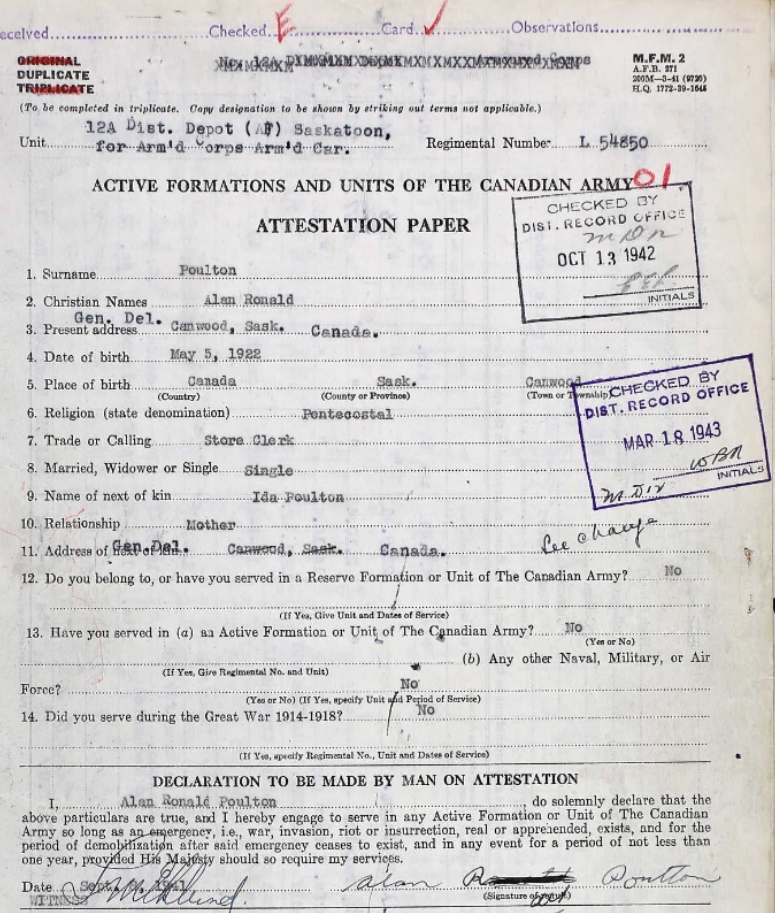 eceived Checked E Card ✓ Observations
ORIGINAL
DUPLICATE
TRIPLICATE
M.F.M. 2
A.F.B. 271
200M—3-41 (9720)
H.Q. 1772-39-1645
(To be completed in triplicate. Copy designation to be shown by striking out terms not applicable.)
12A Dist. Depot (AF) Saskatoon,
Unit for Arm'd Corps Arm'd Car. Regimental Number L 54850
ACTIVE FORMATIONS AND UNITS OF THE CANADIAN ARMY 01
ATTESTATION PAPER
CHECKED BY
DIST. RECORD OFFICE
OCT 13 1942
INITIALS
1. Surname Poulton
2. Christian Names Alan Ronald
Gen. Del.
3. Present address Canwood, Sask. Canada.
4. Date of birth May 5, 1922
5. Place of birth Canada Sask. Canwood
(Country) (County or Province) (Town or Township)
CHECKED BY
DIST. RECORD OFFICE
MAR 18 1943
INITIALS
6. Religion (state denomination) Pentecostal
7. Trade or Calling Store Clerk
8. Married, Widower or Single Single
9. Name of next of kin Ida Poulton
10. Relationship Mother
11. Address of Gen. Del. Canwood, Sask. Canada. See change
12. Do you belong to, or have you served in a Reserve Formation or Unit of The Canadian Army? No
(If Yes, Give Unit and Dates of Service)
13. Have you served in (a) an Active Formation or Unit of The Canadian Army? No
(Yes or No)
(b) Any other Naval, Military, or Air
(If Yes, Give Regimental No. and Unit)
Force? No
(Yes or No) (If Yes, specify Unit and Period of Service)
14. Did you serve during the Great War 1914-1918? No
(If Yes, specify Regimental No., Unit and Dates of Service)
DECLARATION TO BE MADE BY MAN ON ATTESTATION
I, Alan Ronald Poulton, do solemnly declare that the
above particulars are true, and I hereby engage to serve in any Active Formation or Unit of The Canadian
Army so long as an emergency, i.e., war, invasion, riot or insurrection, real or apprehended, exists, and for the
period of demobilization after said emergency ceases to exist, and in any event for a period of not less than
one year, provided His Majesty should so require my services.
Date Sept. Alan Poulton
WITNESS (Signature of